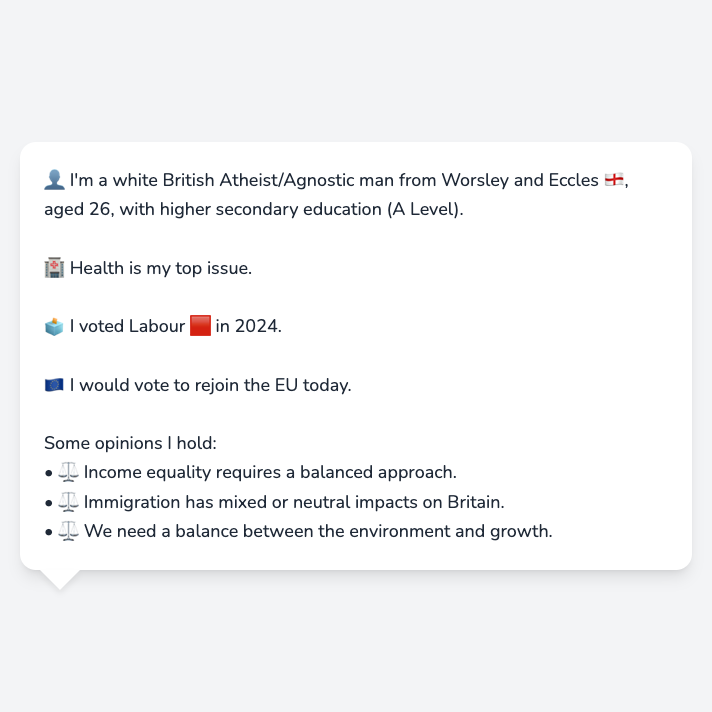 👤 I'm a white British Atheist/Agnostic man from Worsley and Eccles 🏴󠁧󠁢󠁥󠁮󠁧󠁿,
aged 26, with higher secondary education (A Level).
🏥 Health is my top issue.
🗳️ I voted Labour 🟥 in 2024.
🇪🇺 I would vote to rejoin the EU today.
Some opinions I hold:
• ⚖️ Income equality requires a balanced approach.
• ⚖️ Immigration has mixed or neutral impacts on Britain.
• ⚖️ We need a balance between the environment and growth.